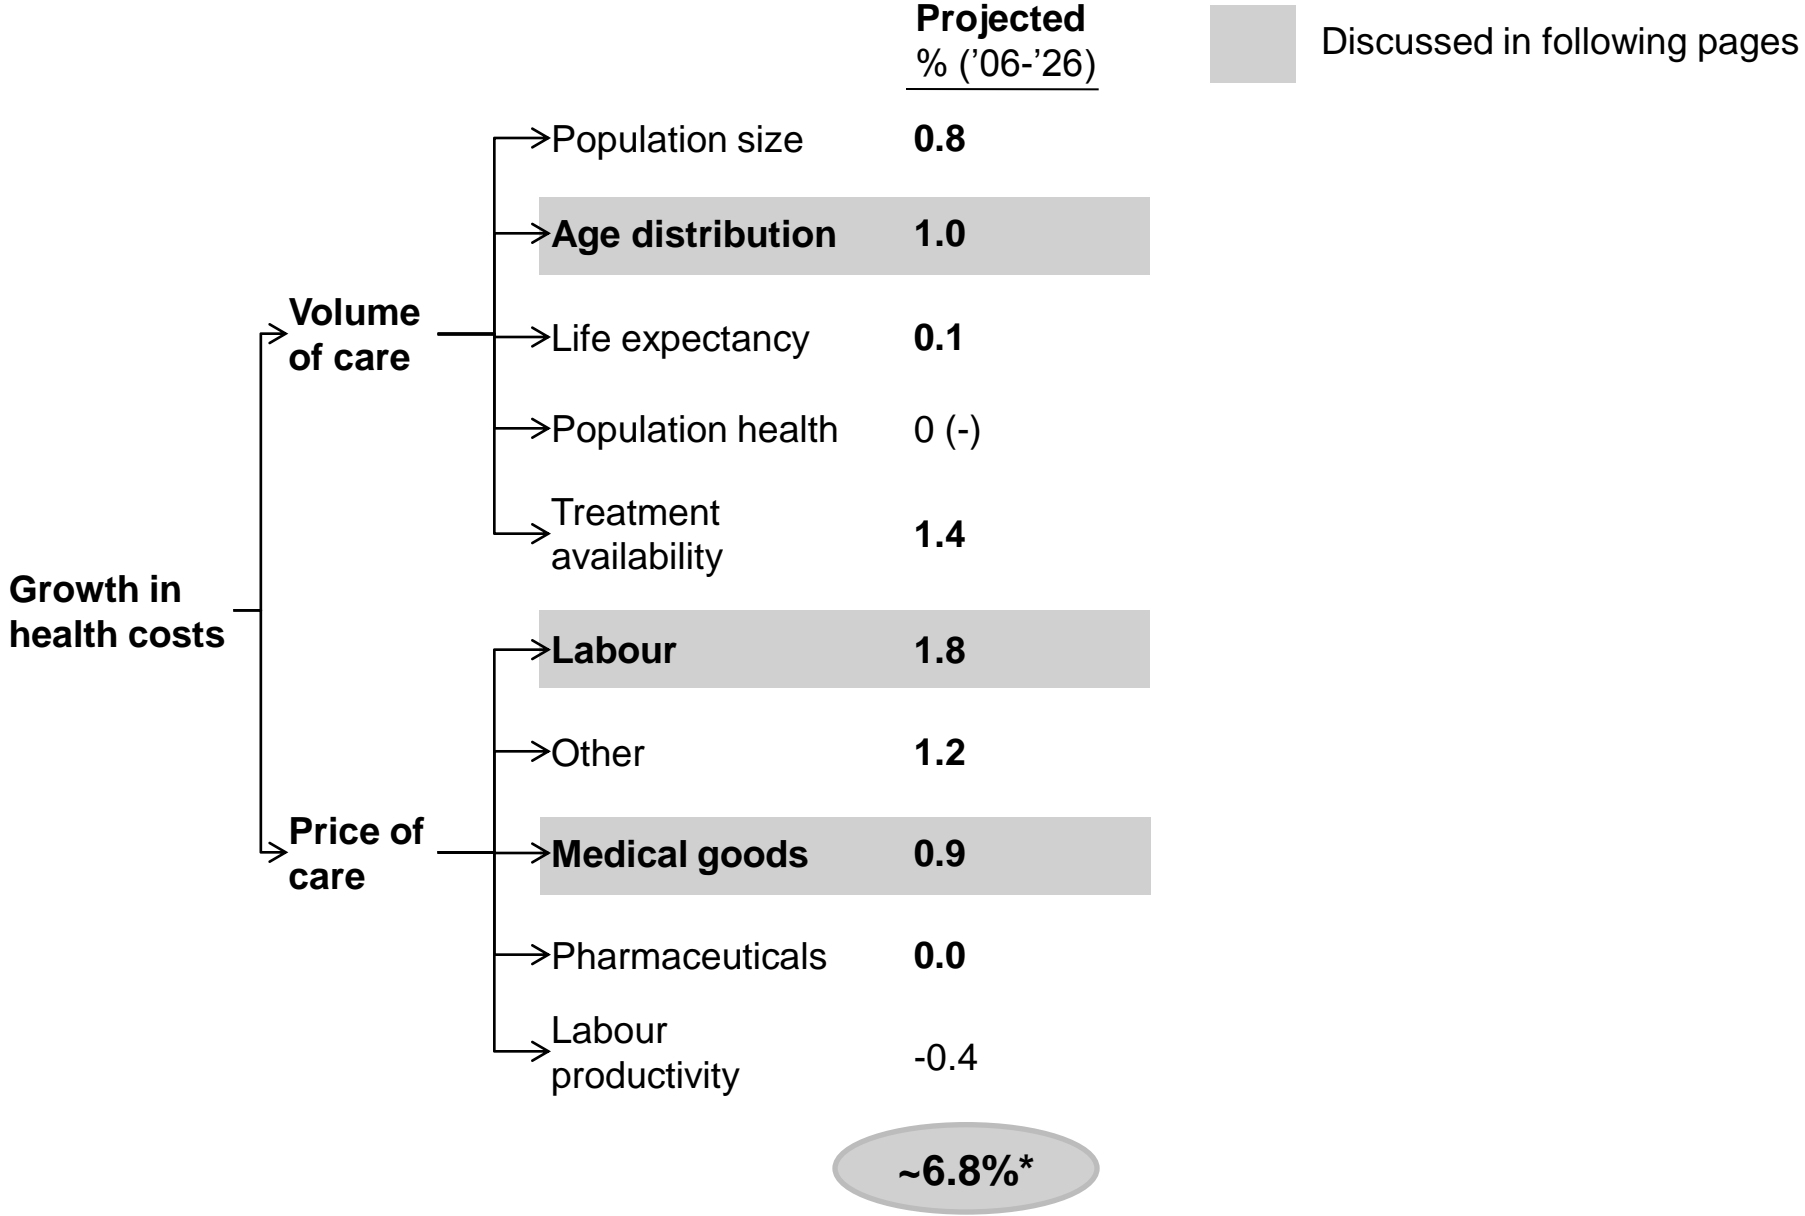 Projected
% ('06-'26)
Discussed in following pages
Population size 0.8
Age distribution 1.0
Volume
of care
Life expectancy 0.1
Population health 0 (-)
Treatment
availability
1.4
Growth in
health costs
Labour 1.8
Other 1.2
Price of
care
Medical goods 0.9
Pharmaceuticals 0.0
Labour
productivity
-0.4
~6.8%*